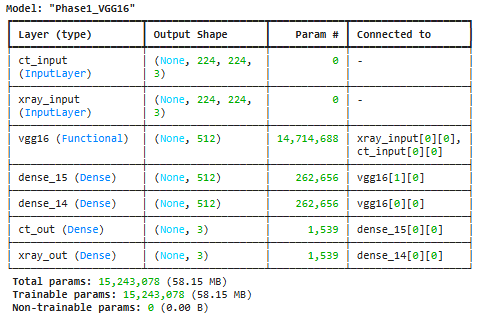 Model: "Phase1_VGG16"
Layer (type) Output Shape Param # Connected to
ct_input (None, 224, 224, 0 -
(InputLayer) 3)
xray_input (None, 224, 224, 0 -
(InputLayer) 3)
vgg16 (Functional) (None, 512) 14,714,688 xray_input[0][0],
ct_input[0][0]
dense_15 (Dense) (None, 512) 262,656 vgg16[1][0]
dense_14 (Dense) (None, 512) 262,656 vgg16[0][0]
ct_out (Dense) (None, 3) 1,539 dense_15[0][0]
xray_out (Dense) (None, 3) 1,539 dense_14[0][0]
Total params: 15,243,078 (58.15 MB)
Trainable params: 15,243,078 (58.15 MB)
Non-trainable params: 0 (0.00 B)